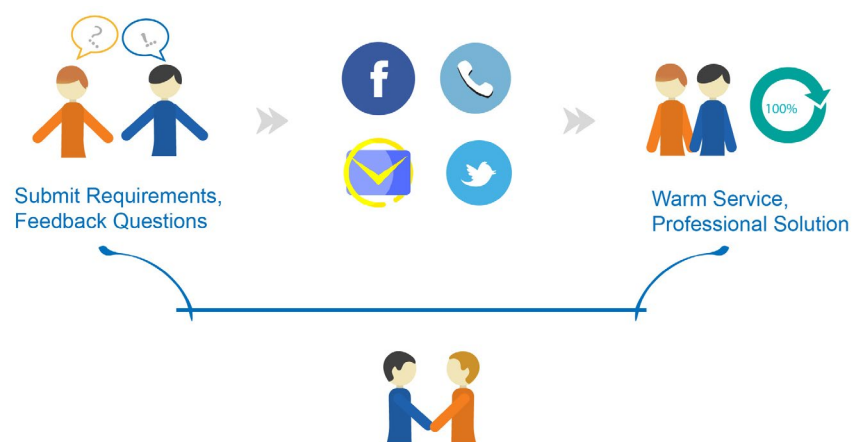 ?
!..
f
100%
Submit Requirements,
Feedback Questions
Warm Service,
Professional Solution